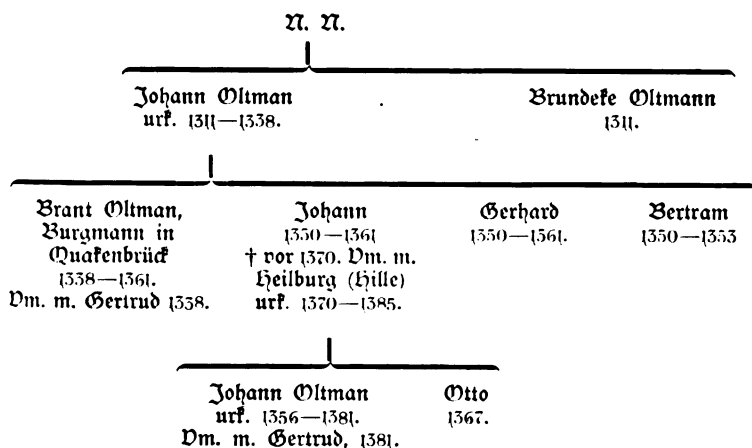 N. N.
Johann Oltman
urk. 1311—1338.
Brundeke Oltmann
1311.
Brant Oltman,
Burgmann in
Quakenbrück
1338—1361.
Vm. m. Gertrud 1338.
Johann
1350—1361
† vor 1370. Vm. m.
Heilburg (Hille)
urk. 1370—1385.
Gerhard
1350—1361.
Bertram
1350—1353
Johann Oltman
urk. 1356—1381.
Vm. m. Gertrud, 1381.
Otto
1367.